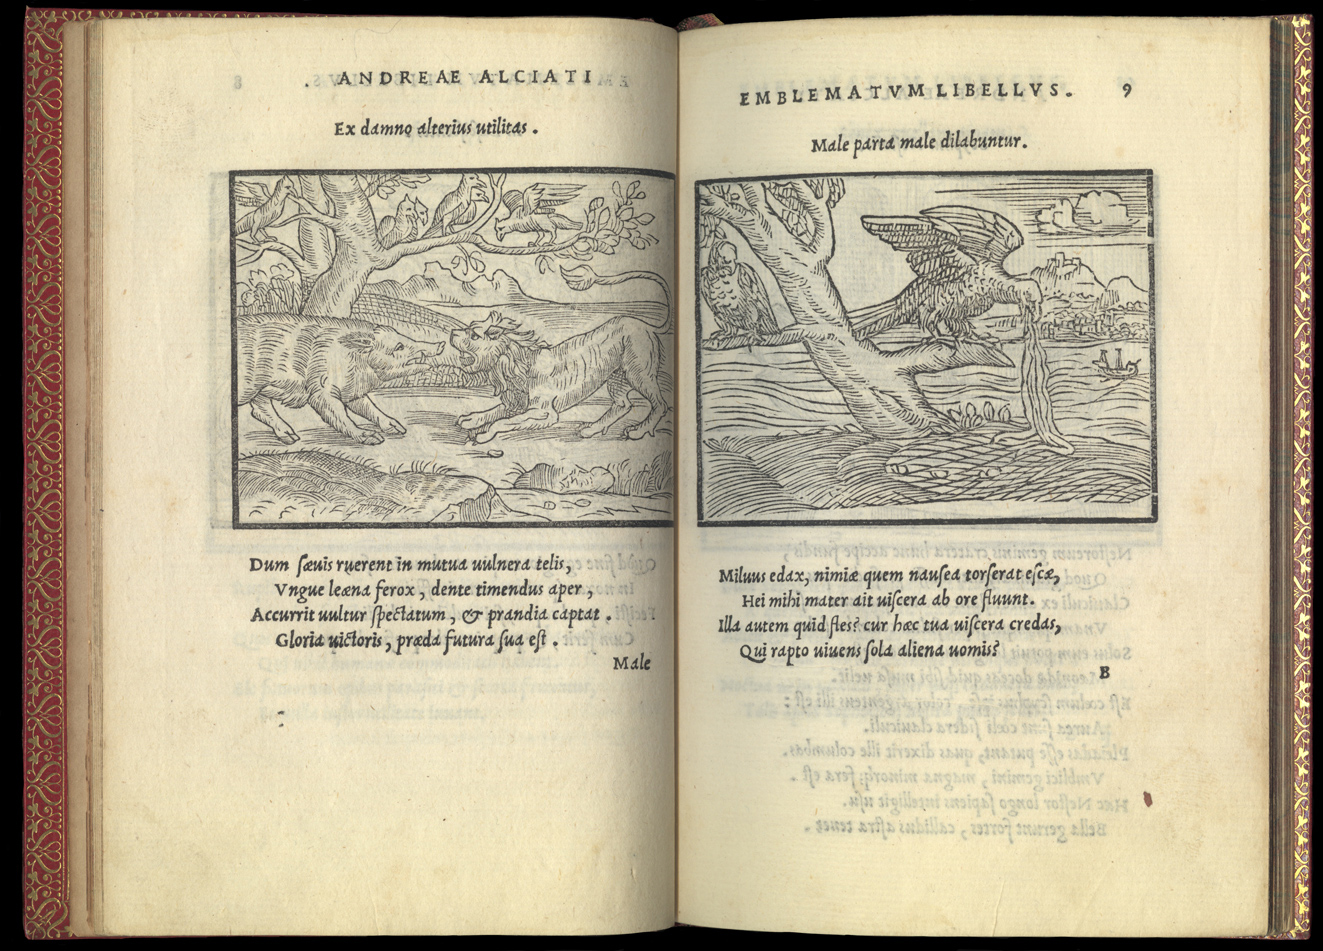 8
ANDREAE ALCIATI
Ex damno alterius utilitas.
Dum ſæuis ruerent in mutua uulnera telis,
Vngue leæna ferox, dente timendus aper,
Accurrit uultur ſpectatum, & prandia captat.
Gloria uictoris, præda futura ſua eſt.
Male
EMBLEMATVM LIBELLVS. 9
Male parta male dilabuntur.
Miluus edax, nimiæ quem nauſea torſerat eſcæ,
Hei mihi mater ait uiſcera ab ore fluunt.
Illa autem quid fles? cur hæc tua uiſcera credas,
Qui rapto uiuens ſola aliena uomis?
B